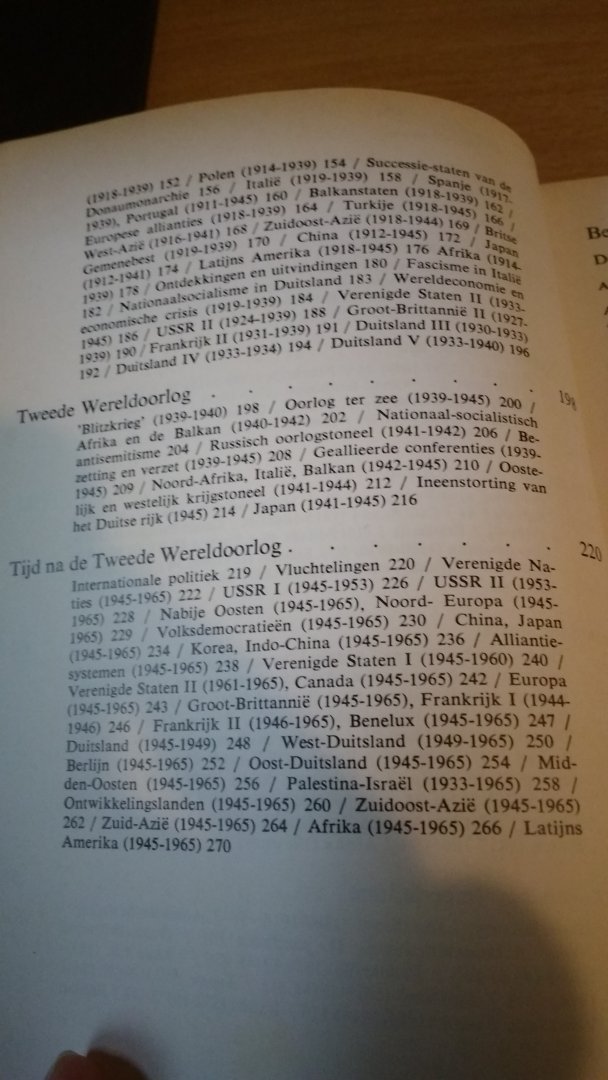 (1918-1939) 152 / Polen (1914-1939) 154 / Successie-staten van de
Donaumonarchie 156 / Italië (1919-1939) 158 / Spanje (1917-
1939), Portugal (1911-1945) 160 / Balkanstaten (1918-1939) 162 /
Europese allianties (1918-1939) 164 / Turkije (1918-1945) 166 /
West-Azië (1916-1941) 168 / Zuidoost-Azië (1918-1944) 169 / Britse
Gemenebest (1919-1939) 170 / China (1912-1945) 172 / Japan
(1912-1941) 174 / Latijns Amerika (1918-1945) 176 Afrika (1914-
1939) 178 / Ontdekkingen en uitvindingen 180 / Fascisme in Italië
182 / Nationaalsocialisme in Duitsland 183 / Wereldeconomie en
economische crisis (1919-1939) 184 / Verenigde Staten II (1933-
1945) 186 / USSR II (1924-1939) 188 / Groot-Brittannië II (1927-
1939) 190 / Frankrijk II (1931-1939) 191 / Duitsland III (1930-1933)
192 / Duitsland IV (1933-1934) 194 / Duitsland V (1933-1940) 196
Tweede Wereldoorlog . . . . . . . . 198
'Blitzkrieg' (1939-1940) 198 / Oorlog ter zee (1939-1945) 200 /
Afrika en de Balkan (1940-1942) 202 / Nationaal-socialistisch
antisemitisme 204 / Russisch oorlogstoneel (1941-1942) 206 / Be-
zetting en verzet (1939-1945) 208 / Geallieerde conferenties (1939-
1945) 209 / Noord-Afrika, Italië, Balkan (1942-1945) 210 / Ooste-
lijk en westelijk krijgstoneel (1941-1944) 212 / Ineenstorting van
het Duitse rijk (1945) 214 / Japan (1941-1945) 216
Tijd na de Tweede Wereldoorlog . . . . . . . 220
Internationale politiek 219 / Vluchtelingen 220 / Verenigde Na-
ties (1945-1965) 222 / USSR I (1945-1953) 226 / USSR II (1953-
1965) 228 / Nabije Oosten (1945-1965), Noord- Europa (1945-
1965) 229 / Volksdemocratieën (1945-1965) 230 / China, Japan
(1945-1965) 234 / Korea, Indo-China (1945-1965) 236 / Alliantie-
systemen (1945-1965) 238 / Verenigde Staten I (1945-1960) 240 /
Verenigde Staten II (1961-1965), Canada (1945-1965) 242 / Europa
(1945-1965) 243 / Groot-Brittannië (1945-1965), Frankrijk I (1944-
1946) 246 / Frankrijk II (1946-1965), Benelux (1945-1965) 247 /
Duitsland (1945-1949) 248 / West-Duitsland (1949-1965) 250 /
Berlijn (1945-1965) 252 / Oost-Duitsland (1945-1965) 254 / Mid-
den-Oosten (1945-1965) 256 / Palestina-Israël (1933-1965) 258 /
Ontwikkelingslanden (1945-1965) 260 / Zuidoost-Azië (1945-1965)
262 / Zuid-Azië (1945-1965) 264 / Afrika (1945-1965) 266 / Latijns
Amerika (1945-1965) 270